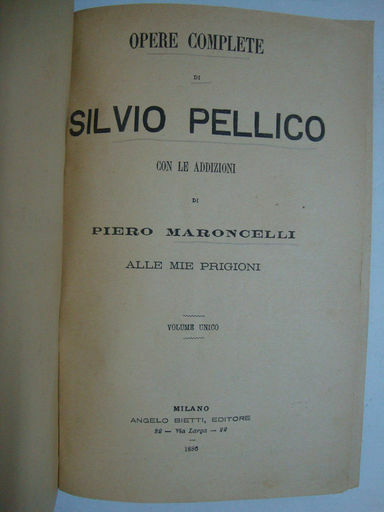 OPERE COMPLETE
DI
SILVIO PELLICO
CON LE ADDIZIONI
DI
PIERO MARONCELLI
ALLE MIE PRIGIONI
VOLUME UNICO
MILANO
ANGELO BIETTI, EDITORE
22 — Via Larga — 22
1886